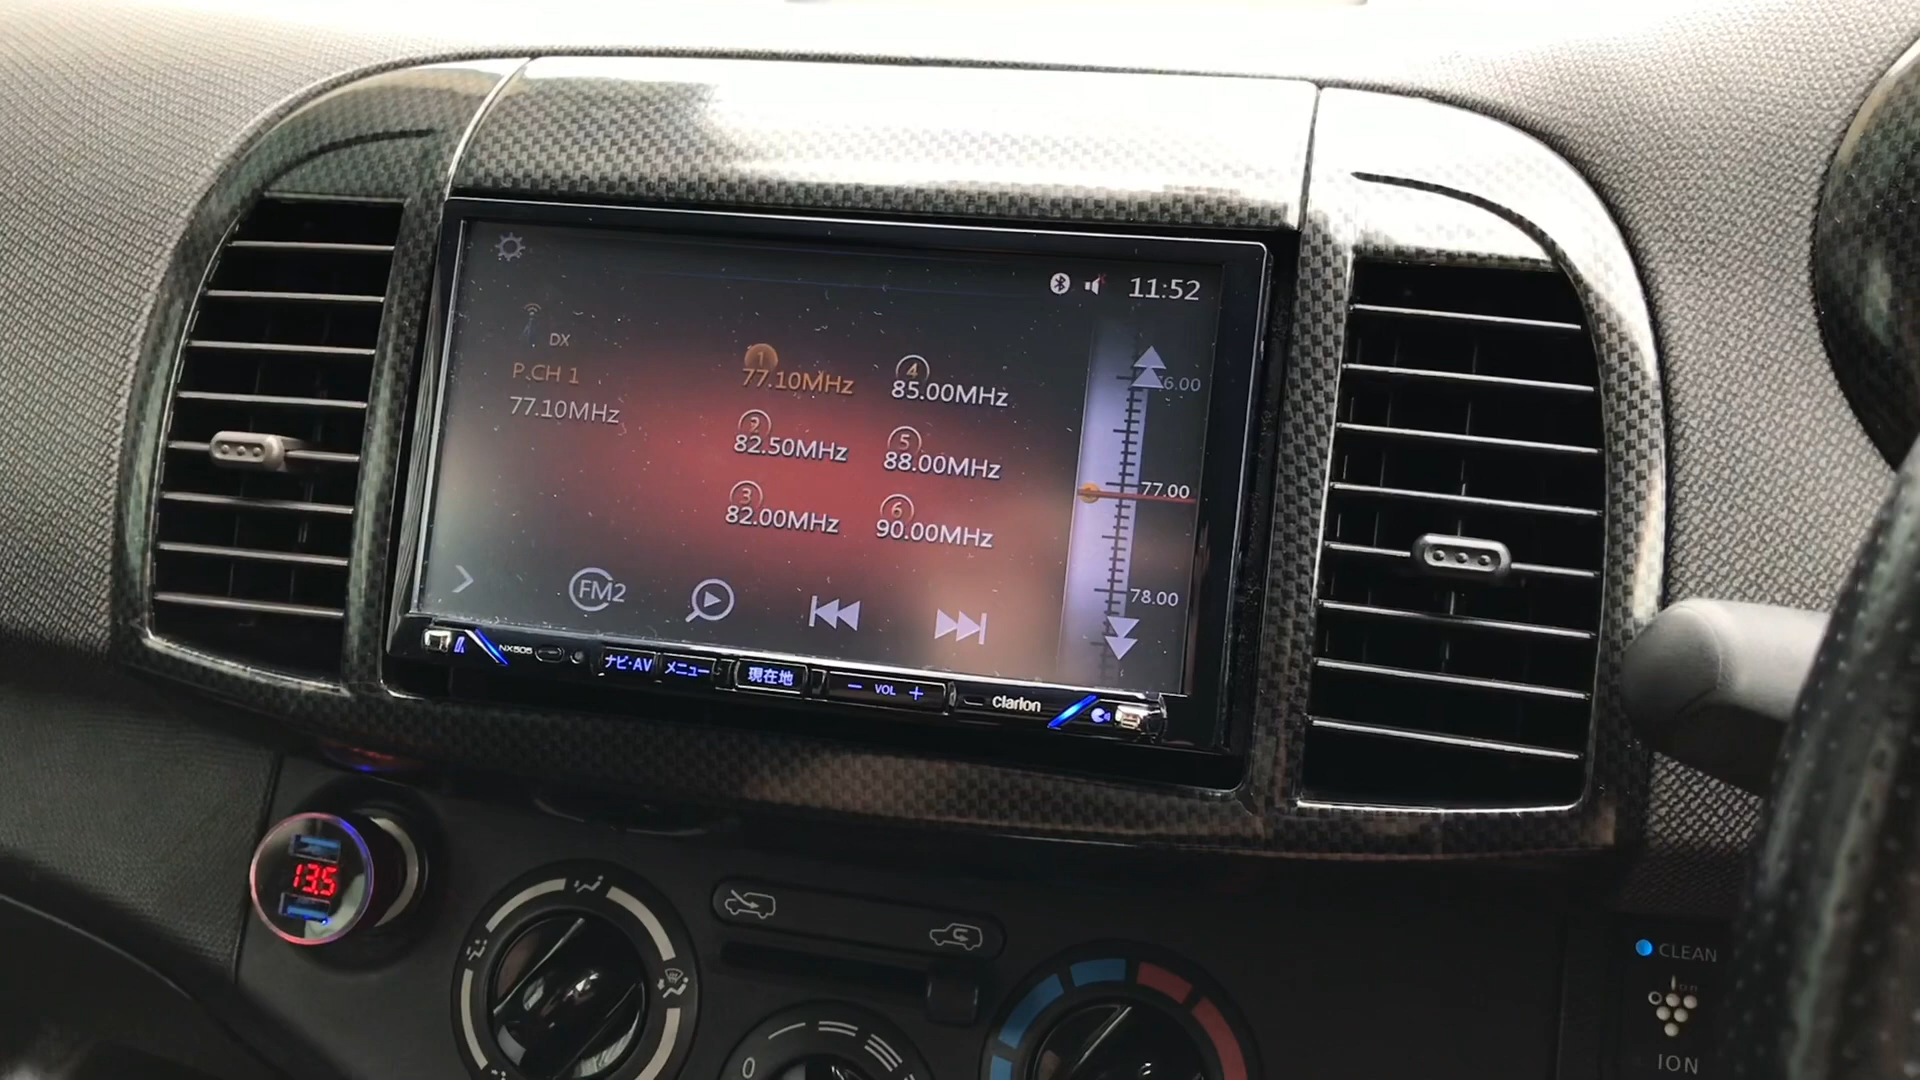 11:52
DX
P.CH 1
77.10MHz
1
77.10MHz
4
85.00MHz
2
82.50MHz
5
88.00MHz
3
82.00MHz
6
90.00MHz
77.00
78.00
FM2
NX505
ナビ・AV
メニュー
現在地
− VOL +
clarion
13.5
0
CLEAN
Ion
ION